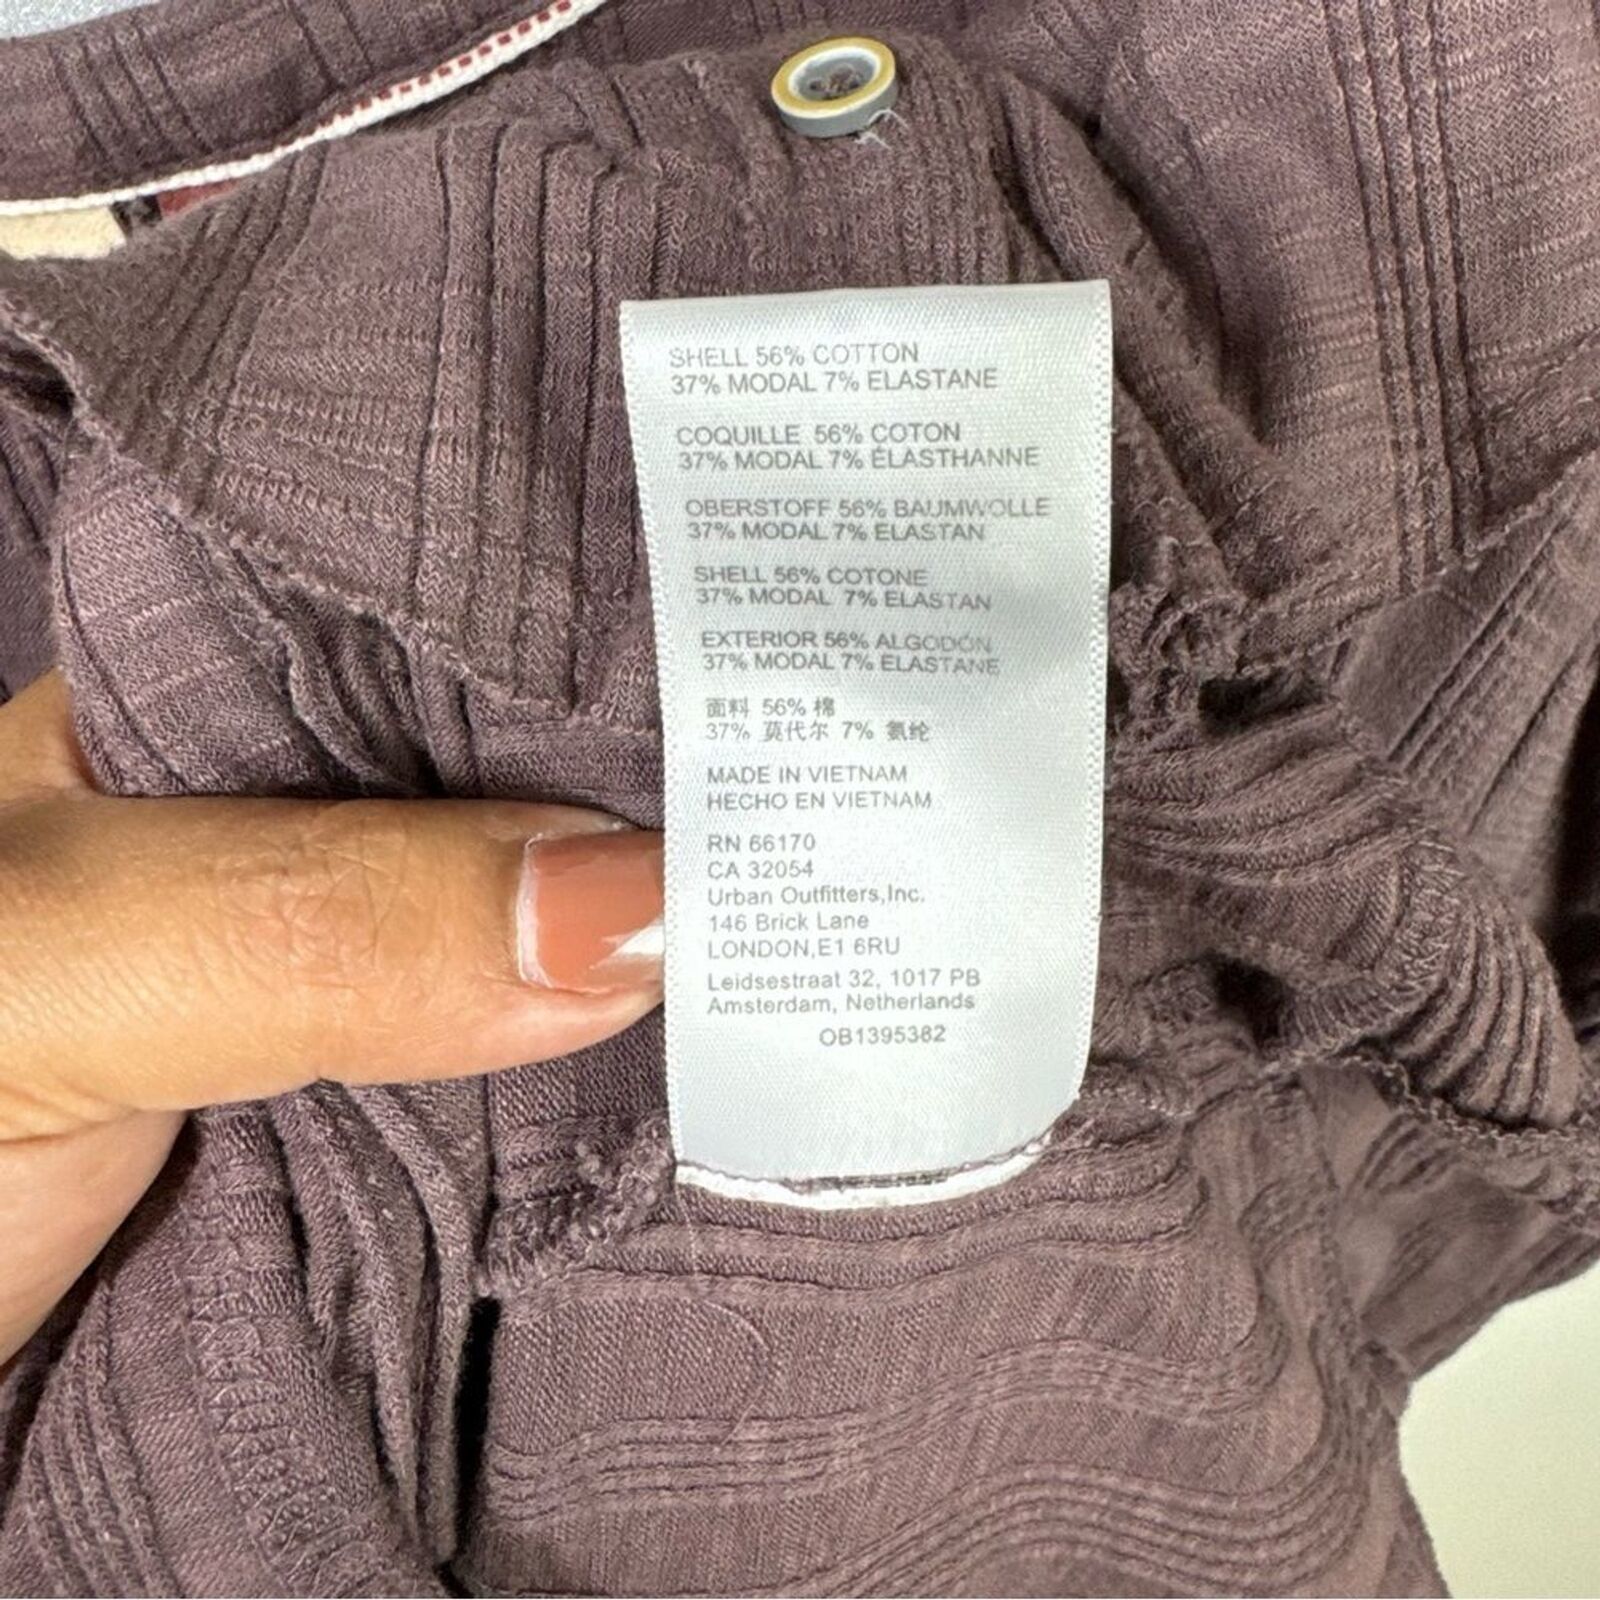 SHELL 56% COTTON
37% MODAL 7% ELASTANE
COQUILLE 56% COTON
37% MODAL 7% ÉLASTHANNE
OBERSTOFF 56% BAUMWOLLE
37% MODAL 7% ELASTAN
SHELL 56% COTONE
37% MODAL 7% ELASTAN
EXTERIOR 56% ALGODÓN
37% MODAL 7% ELASTANE
面料 56% 棉
37% 莫代尔 7% 氨纶
MADE IN VIETNAM
HECHO EN VIETNAM
RN 66170
CA 32054
Urban Outfitters,Inc.
146 Brick Lane
LONDON,E1 6RU
Leidsestraat 32, 1017 PB
Amsterdam, Netherlands
OB1395382